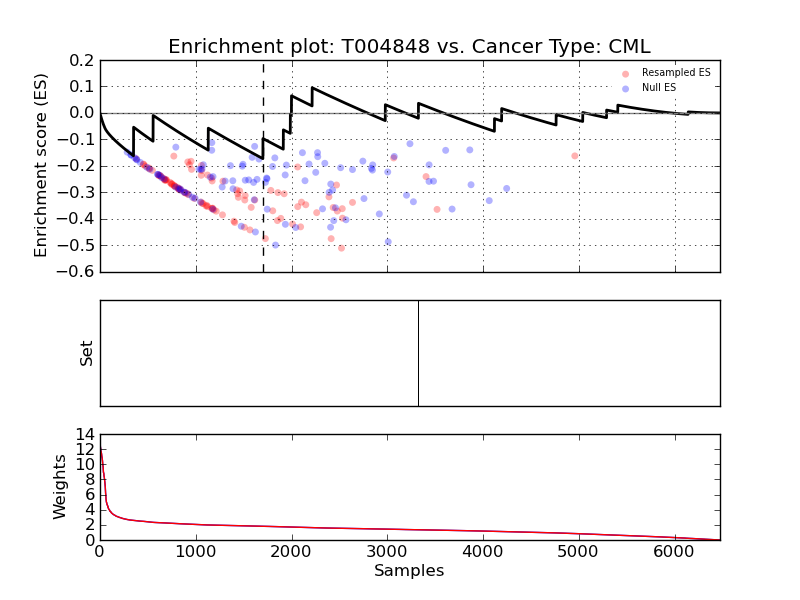 Enrichment plot: T004848 vs. Cancer Type: CML
Enrichment score (ES)
0.2
0.1
0.0
−0.1
−0.2
−0.3
−0.4
−0.5
−0.6
Resampled ES
Null ES
Set
Weights
14
12
10
8
6
4
2
0
0 1000 2000 3000 4000 5000 6000
Samples